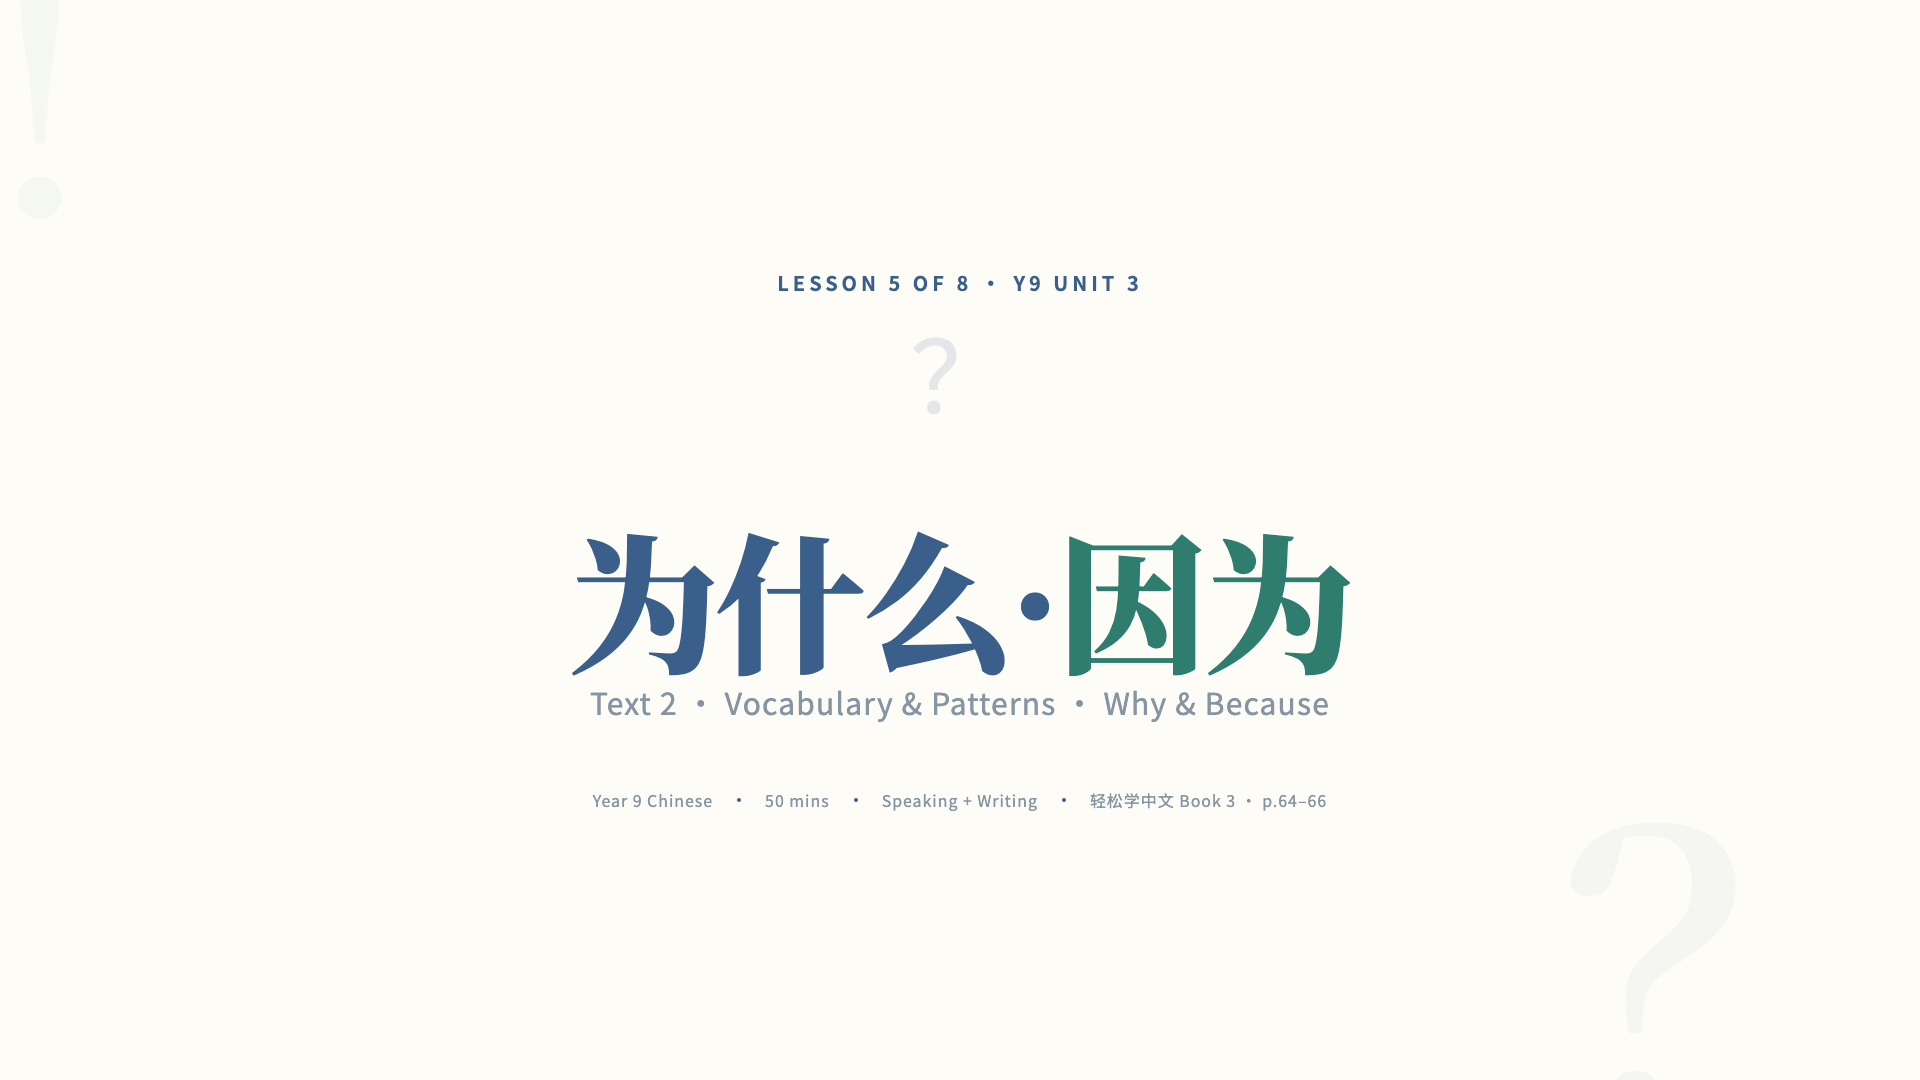 !
LESSON 5 OF 8 • Y9 UNIT 3
?
为什么·因为
Text 2 • Vocabulary & Patterns • Why & Because
Year 9 Chinese • 50 mins • Speaking + Writing • 轻松学中文 Book 3 • p.64–66
?